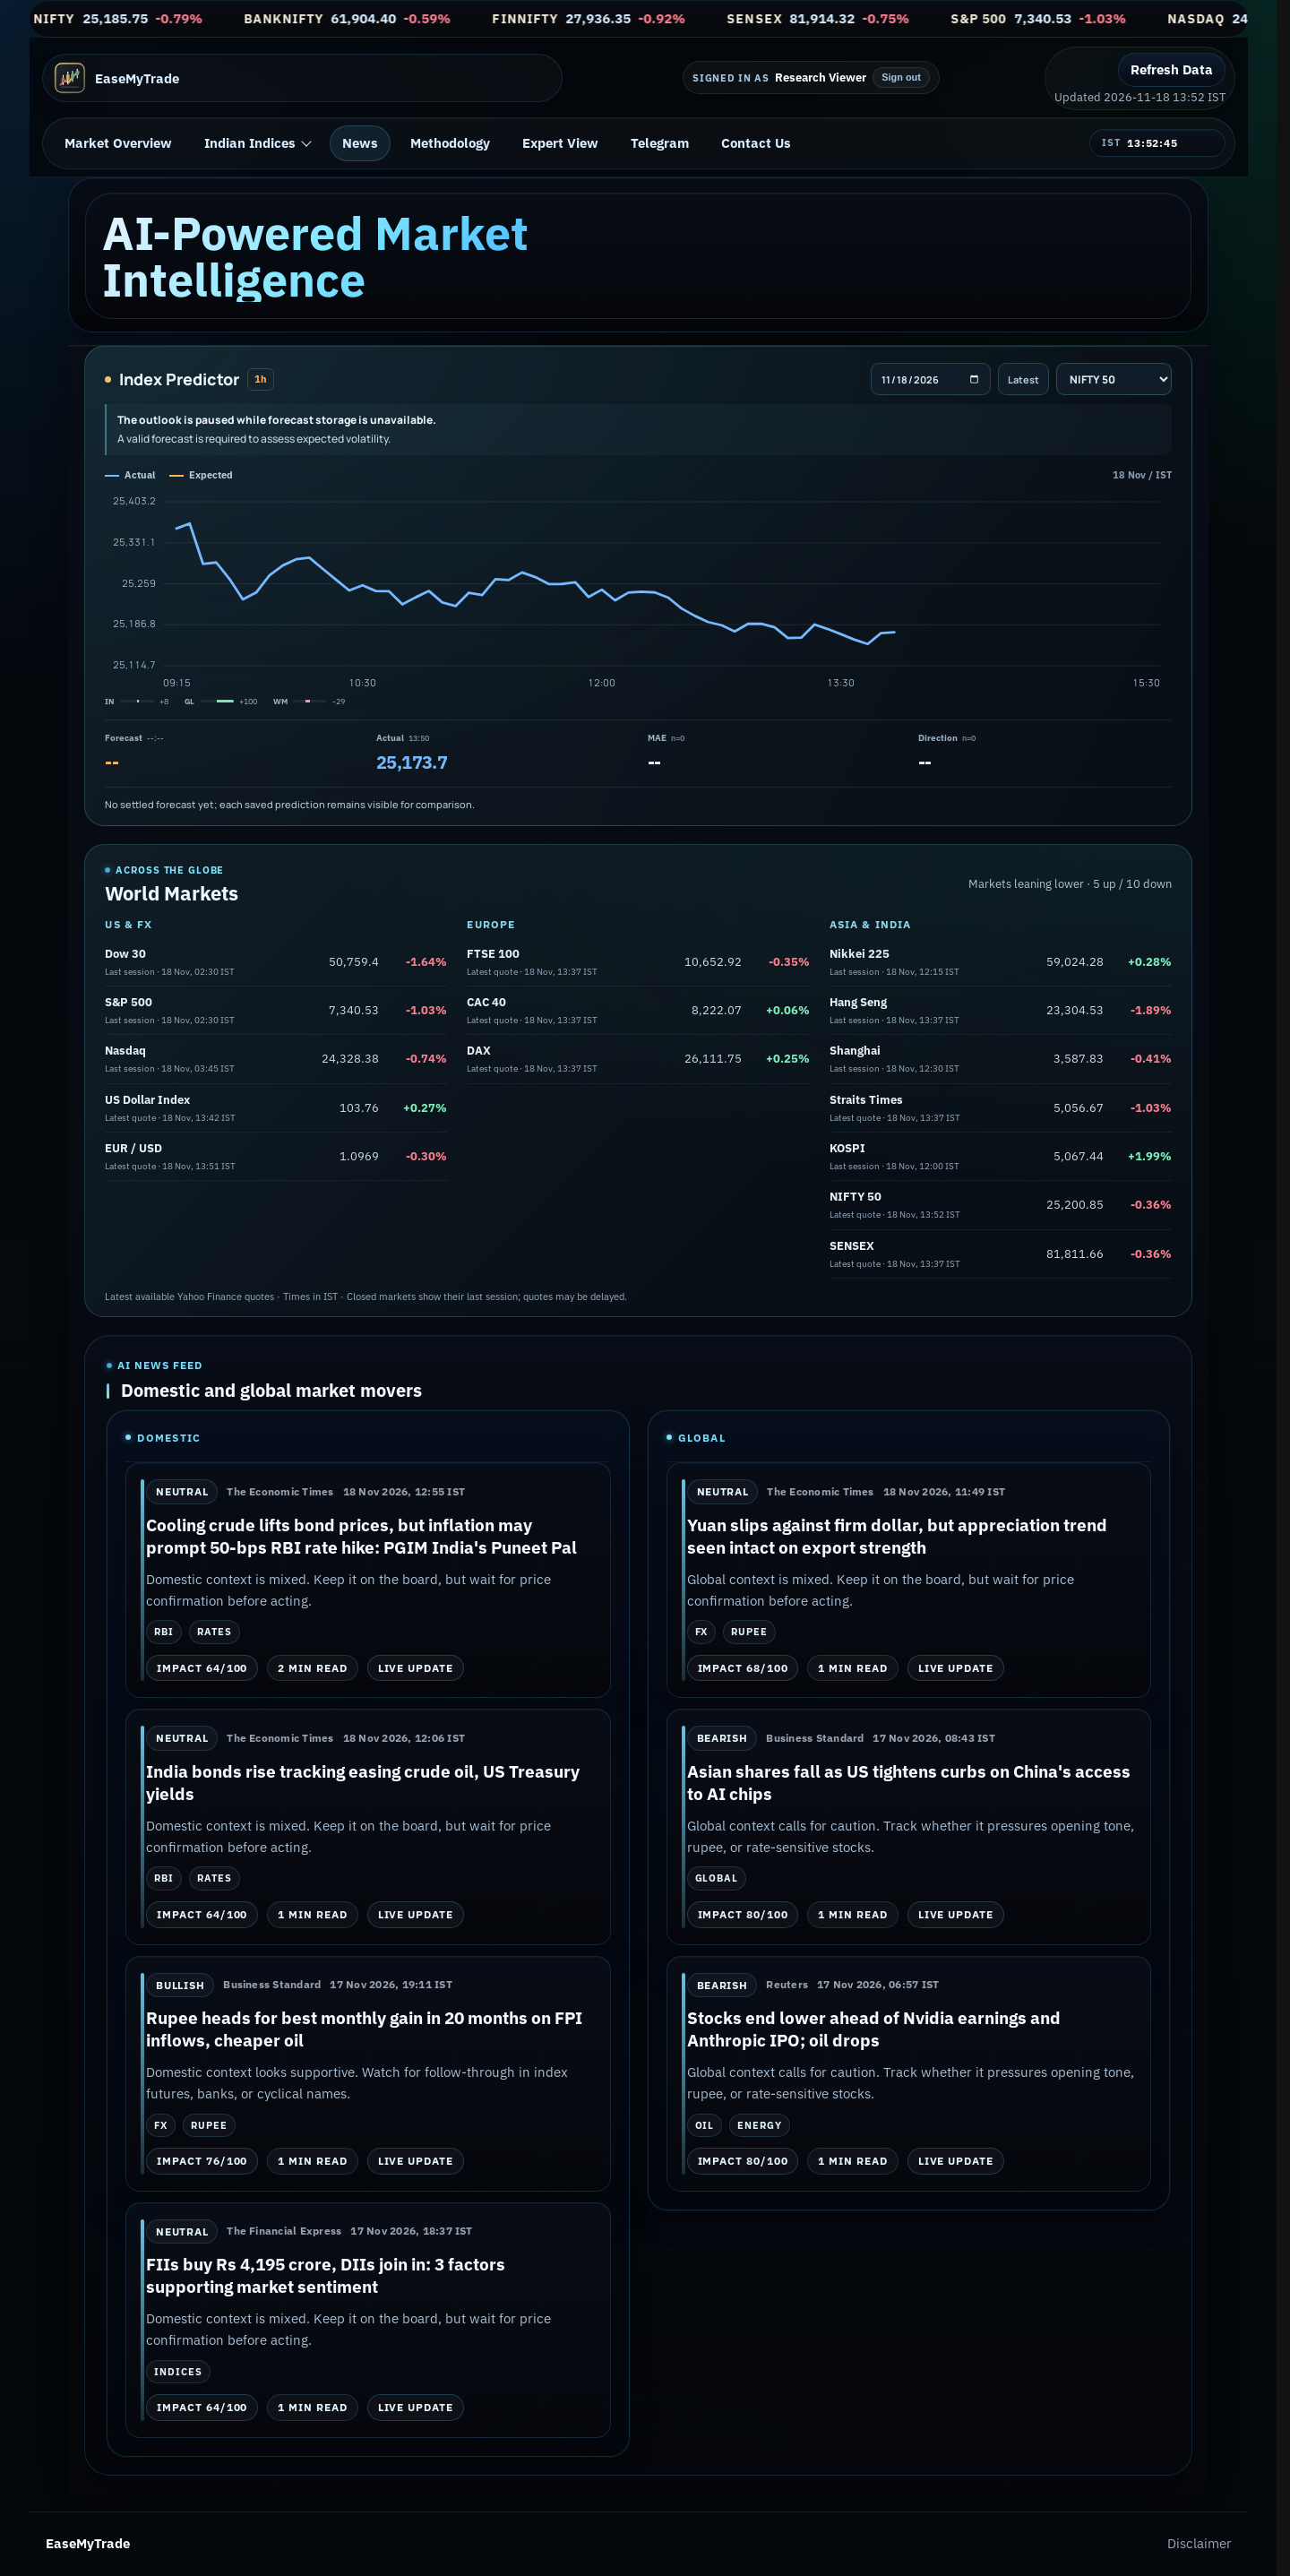 NIFTY 25,185.75 -0.79% BANKNIFTY 61,904.40 -0.59% FINNIFTY 27,936.35 -0.92% SENSEX 81,914.32 -0.75% S&P 500 7,340.53 -1.03% NASDAQ 24
EaseMyTrade
SIGNED IN AS Research Viewer Sign out
Refresh Data
Updated 2026-11-18 13:52 IST
Market Overview Indian Indices News Methodology Expert View Telegram Contact Us
IST 13:52:45
AI-Powered Market
Intelligence
Index Predictor 1h
11/18/2026 Latest NIFTY 50
The outlook is paused while forecast storage is unavailable.
A valid forecast is required to assess expected volatility.
Actual Expected 18 Nov / IST
25,403.2
25,331.1
25,259
25,186.8
25,114.7
09:15 10:30 12:00 13:30 15:30
IN +8 GL +100 WM -29
Forecast --:-- Actual 13:50 MAE n=0 Direction n=0
-- 25,173.7 -- --
No settled forecast yet; each saved prediction remains visible for comparison.
ACROSS THE GLOBE
World Markets
Markets leaning lower · 5 up / 10 down
US & FX
Dow 30 50,759.4 -1.64%
Last session · 18 Nov, 02:30 IST
S&P 500 7,340.53 -1.03%
Last session · 18 Nov, 02:30 IST
Nasdaq 24,328.38 -0.74%
Last session · 18 Nov, 03:45 IST
US Dollar Index 103.76 +0.27%
Latest quote · 18 Nov, 13:42 IST
EUR / USD 1.0969 -0.30%
Latest quote · 18 Nov, 13:51 IST
EUROPE
FTSE 100 10,652.92 -0.35%
Latest quote · 18 Nov, 13:37 IST
CAC 40 8,222.07 +0.06%
Latest quote · 18 Nov, 13:37 IST
DAX 26,111.75 +0.25%
Latest quote · 18 Nov, 13:37 IST
ASIA & INDIA
Nikkei 225 59,024.28 +0.28%
Last session · 18 Nov, 12:15 IST
Hang Seng 23,304.53 -1.89%
Last session · 18 Nov, 13:37 IST
Shanghai 3,587.83 -0.41%
Last session · 18 Nov, 12:30 IST
Straits Times 5,056.67 -1.03%
Latest quote · 18 Nov, 13:37 IST
KOSPI 5,067.44 +1.99%
Last session · 18 Nov, 12:00 IST
NIFTY 50 25,200.85 -0.36%
Latest quote · 18 Nov, 13:52 IST
SENSEX 81,811.66 -0.36%
Latest quote · 18 Nov, 13:37 IST
Latest available Yahoo Finance quotes · Times in IST · Closed markets show their last session; quotes may be delayed.
AI NEWS FEED
Domestic and global market movers
DOMESTIC
NEUTRAL The Economic Times 18 Nov 2026, 12:55 IST
Cooling crude lifts bond prices, but inflation may
prompt 50-bps RBI rate hike: PGIM India's Puneet Pal
Domestic context is mixed. Keep it on the board, but wait for price
confirmation before acting.
RBI RATES
IMPACT 64/100 2 MIN READ LIVE UPDATE
NEUTRAL The Economic Times 18 Nov 2026, 12:06 IST
India bonds rise tracking easing crude oil, US Treasury
yields
Domestic context is mixed. Keep it on the board, but wait for price
confirmation before acting.
RBI RATES
IMPACT 64/100 1 MIN READ LIVE UPDATE
BULLISH Business Standard 17 Nov 2026, 19:11 IST
Rupee heads for best monthly gain in 20 months on FPI
inflows, cheaper oil
Domestic context looks supportive. Watch for follow-through in index
futures, banks, or cyclical names.
FX RUPEE
IMPACT 76/100 1 MIN READ LIVE UPDATE
NEUTRAL The Financial Express 17 Nov 2026, 18:37 IST
FIIs buy Rs 4,195 crore, DIIs join in: 3 factors
supporting market sentiment
Domestic context is mixed. Keep it on the board, but wait for price
confirmation before acting.
INDICES
IMPACT 64/100 1 MIN READ LIVE UPDATE
GLOBAL
NEUTRAL The Economic Times 18 Nov 2026, 11:49 IST
Yuan slips against firm dollar, but appreciation trend
seen intact on export strength
Global context is mixed. Keep it on the board, but wait for price
confirmation before acting.
FX RUPEE
IMPACT 68/100 1 MIN READ LIVE UPDATE
BEARISH Business Standard 17 Nov 2026, 08:43 IST
Asian shares fall as US tightens curbs on China's access
to AI chips
Global context calls for caution. Track whether it pressures opening tone,
rupee, or rate-sensitive stocks.
GLOBAL
IMPACT 80/100 1 MIN READ LIVE UPDATE
BEARISH Reuters 17 Nov 2026, 06:57 IST
Stocks end lower ahead of Nvidia earnings and
Anthropic IPO; oil drops
Global context calls for caution. Track whether it pressures opening tone,
rupee, or rate-sensitive stocks.
OIL ENERGY
IMPACT 80/100 1 MIN READ LIVE UPDATE
EaseMyTrade Disclaimer